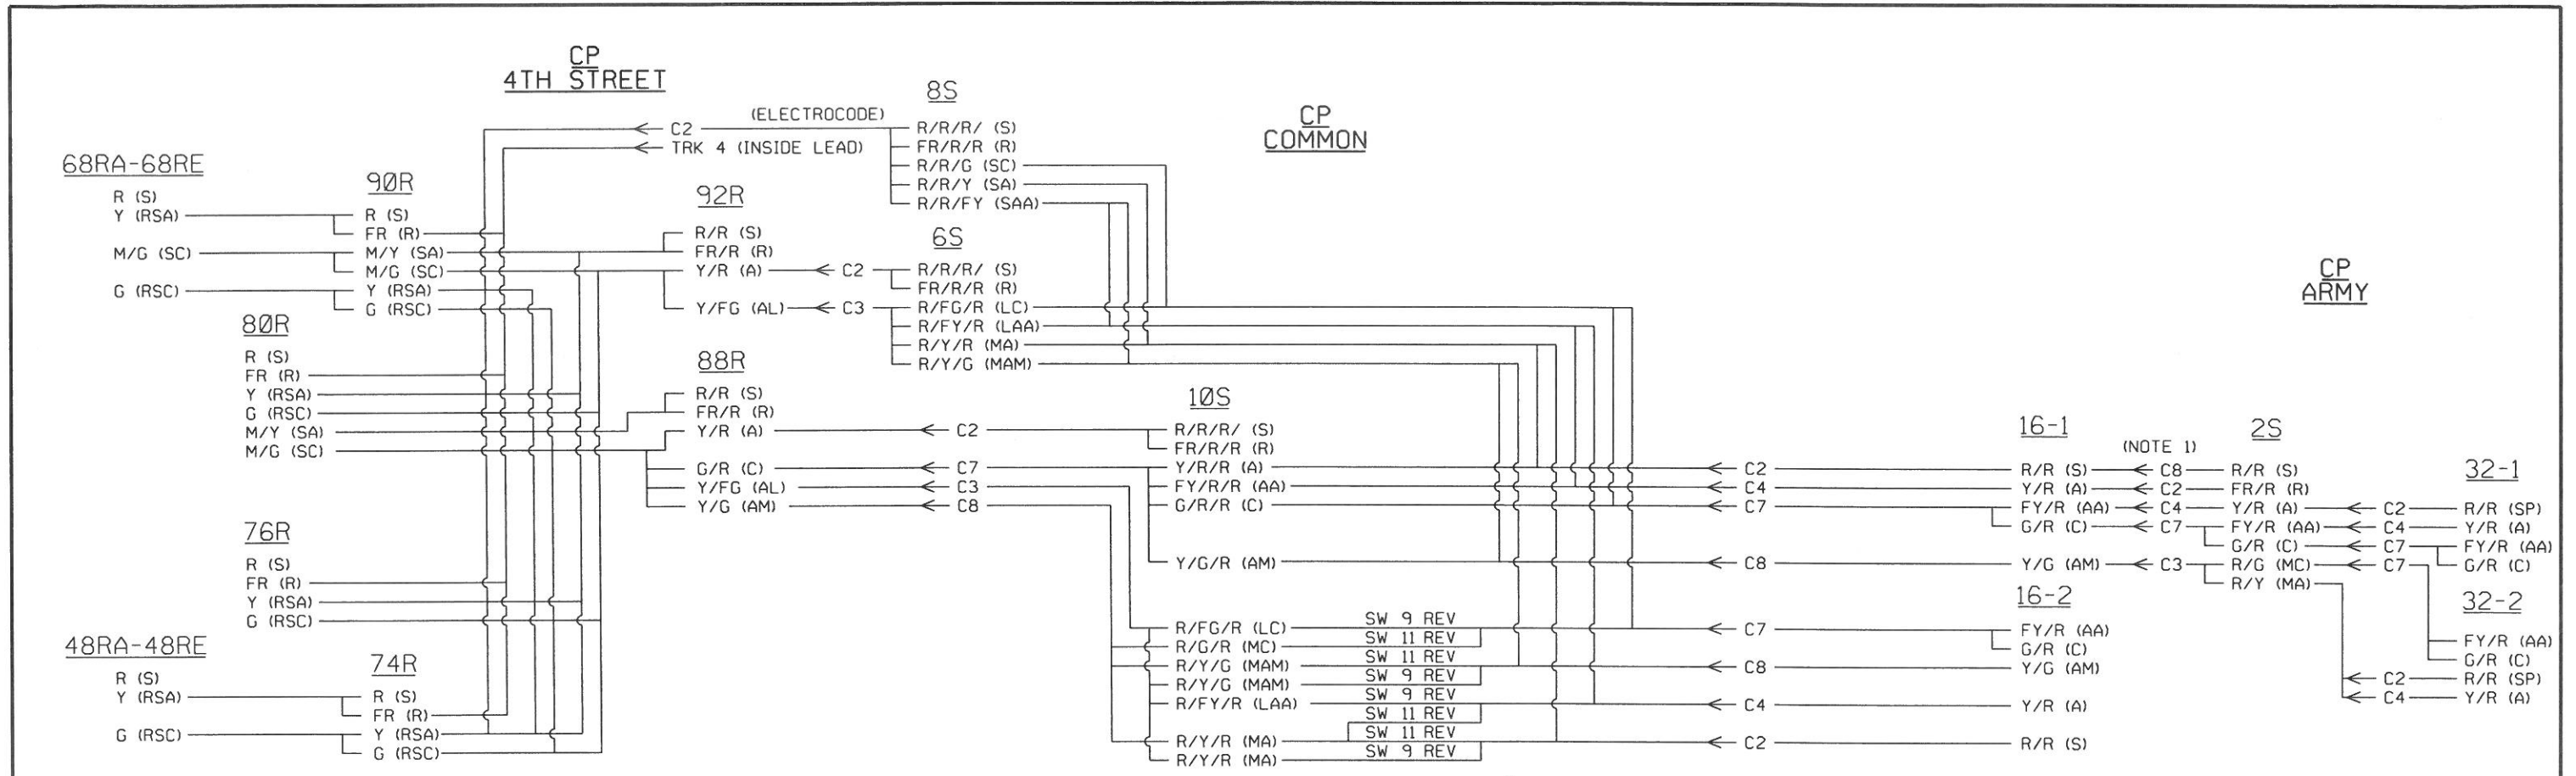 CP
4TH STREET
CP
COMMON
CP
ARMY
68RA-68RE
R (S)
Y (RSA)
M/G (SC)
G (RSC)
90R
R (S)
FR (R)
M/Y (SA)
M/G (SC)
Y (RSA)
G (RSC)
80R
R (S)
FR (R)
Y (RSA)
G (RSC)
M/Y (SA)
M/G (SC)
76R
R (S)
FR (R)
Y (RSA)
G (RSC)
48RA-48RE
R (S)
Y (RSA)
G (RSC)
74R
R (S)
FR (R)
Y (RSA)
G (RSC)
C2
(ELECTROCODE)
TRK 4 (INSIDE LEAD)
92R
R/R (S)
FR/R (R)
Y/R (A)
C2
Y/FG (AL)
C3
88R
R/R (S)
FR/R (R)
Y/R (A)
C2
G/R (C)
C7
Y/FG (AL)
C3
Y/G (AM)
C8
8S
R/R/R/ (S)
FR/R/R (R)
R/R/G (SC)
R/R/Y (SA)
R/R/FY (SAA)
6S
R/R/R/ (S)
FR/R/R (R)
R/FG/R (LC)
R/FY/R (LAA)
R/Y/R (MA)
R/Y/G (MAM)
10S
R/R/R/ (S)
FR/R/R (R)
Y/R/R (A)
FY/R/R (AA)
G/R/R (C)
Y/G/R (AM)
R/FG/R (LC)
R/G/R (MC)
R/Y/G (MAM)
R/Y/G (MAM)
R/FY/R (LAA)
R/Y/R (MA)
R/Y/R (MA)
SW 9 REV
SW 11 REV
SW 11 REV
SW 9 REV
SW 9 REV
SW 11 REV
SW 11 REV
SW 9 REV
C2
C4
C7
C8
C7
C8
C4
C2
16-1
(NOTE 1)
R/R (S)
C8
Y/R (A)
C2
FY/R (AA)
C4
G/R (C)
C7
Y/G (AM)
C3
16-2
FY/R (AA)
G/R (C)
Y/G (AM)
Y/R (A)
R/R (S)
2S
R/R (S)
FR/R (R)
Y/R (A)
FY/R (AA)
G/R (C)
R/G (MC)
R/Y (MA)
C2
C4
C7
C7
C2
C4
32-1
R/R (SP)
Y/R (A)
FY/R (AA)
G/R (C)
32-2
FY/R (AA)
G/R (C)
R/R (SP)
Y/R (A)